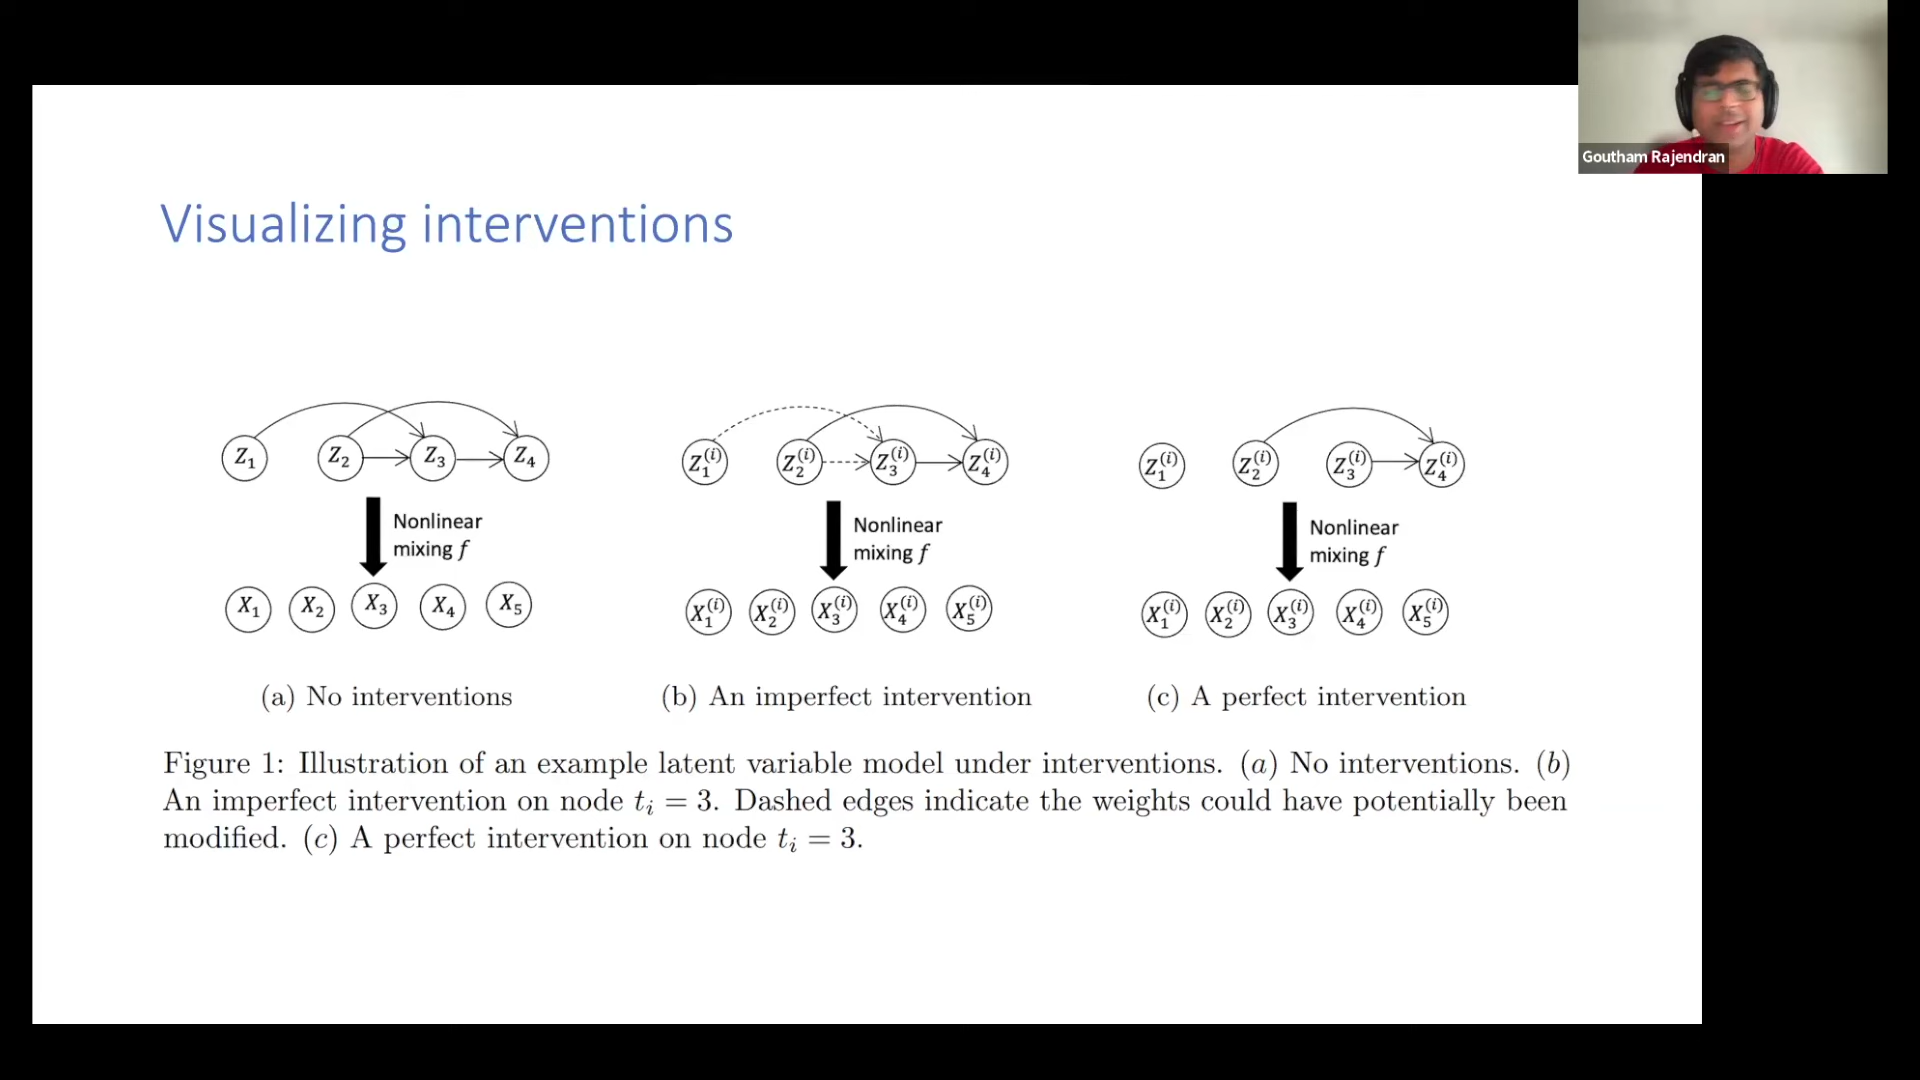 Goutham Rajendran
Visualizing interventions
Z1 Z2 Z3 Z4
Nonlinear
mixing f
X1 X2 X3 X4 X5
(a) No interventions
Z1(i) Z2(i) Z3(i) Z4(i)
Nonlinear
mixing f
X1(i) X2(i) X3(i) X4(i) X5(i)
(b) An imperfect intervention
Z1(i) Z2(i) Z3(i) Z4(i)
Nonlinear
mixing f
X1(i) X2(i) X3(i) X4(i) X5(i)
(c) A perfect intervention
Figure 1: Illustration of an example latent variable model under interventions. (a) No interventions. (b)
An imperfect intervention on node ti = 3. Dashed edges indicate the weights could have potentially been
modified. (c) A perfect intervention on node ti = 3.